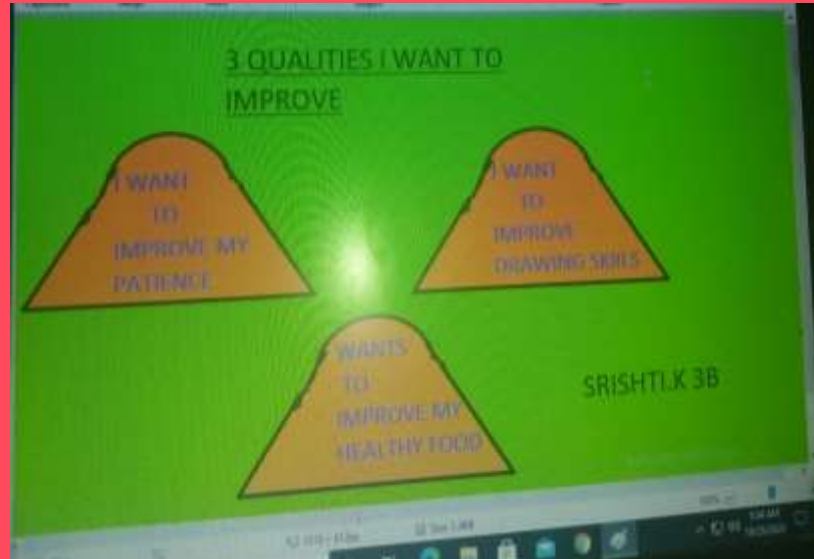 3 QUALITIES I WANT TO
IMPROVE
I WANT
TO
IMPROVE MY
PATIENCE
I WANT
TO
IMPROVE
DRAWING SKILLS
WANTS
TO
IMPROVE MY
HEALTHY FOOD
SRISHTI.K 3B